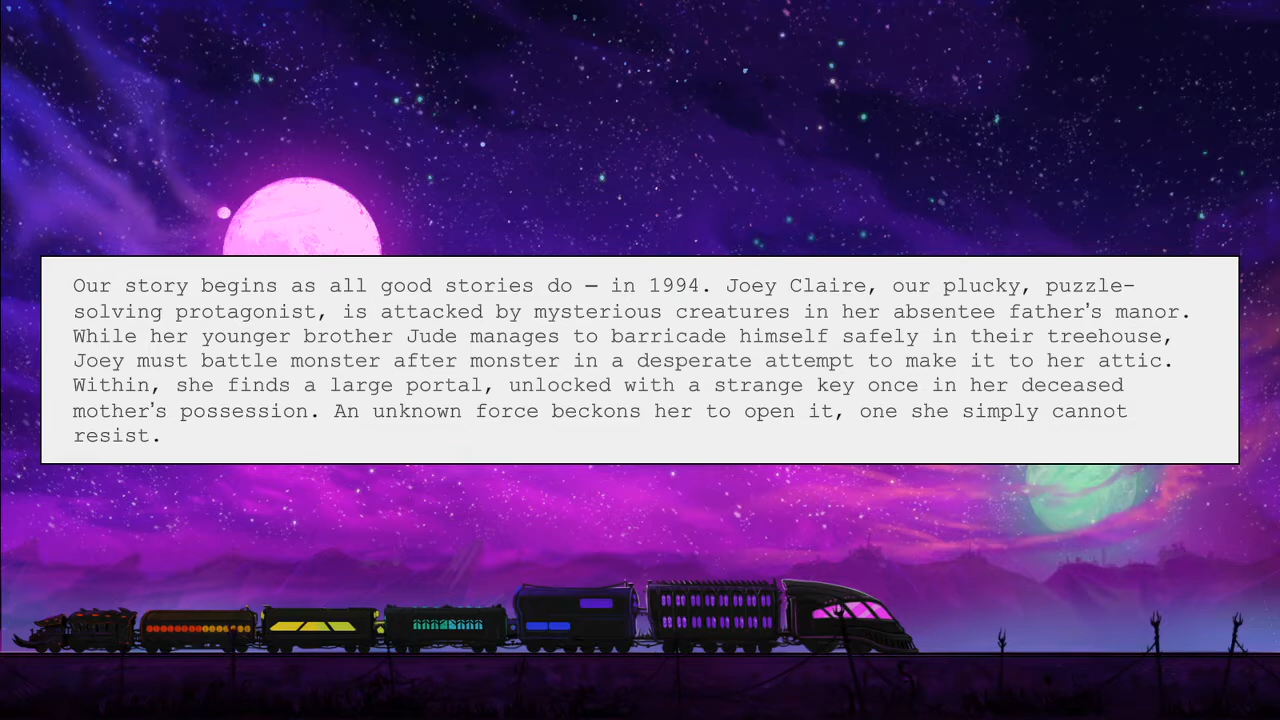 Our story begins as all good stories do — in 1994. Joey Claire, our plucky, puzzle-
solving protagonist, is attacked by mysterious creatures in her absentee father's manor.
While her younger brother Jude manages to barricade himself safely in their treehouse,
Joey must battle monster after monster in a desperate attempt to make it to her attic.
Within, she finds a large portal, unlocked with a strange key once in her deceased
mother's possession. An unknown force beckons her to open it, one she simply cannot
resist.